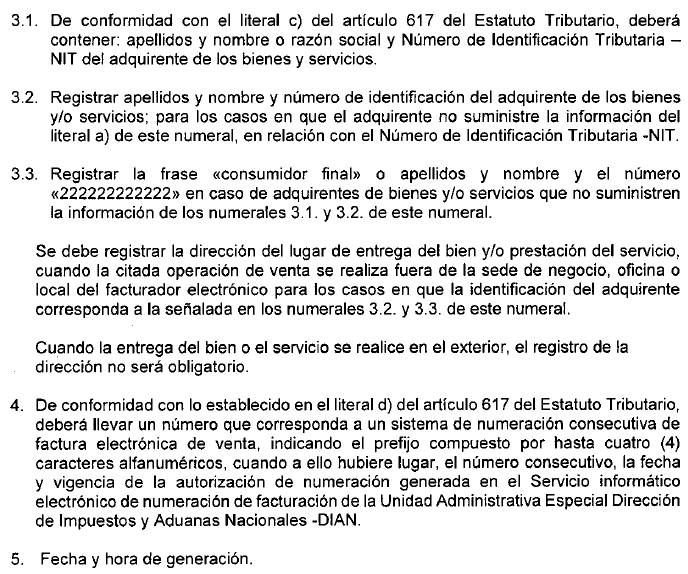 3.1. De conformidad con el literal c) del artículo 617 del Estatuto Tributario, deberá
contener: apellidos y nombre o razón social y Número de Identificación Tributaria –
NIT del adquirente de los bienes y servicios.
3.2. Registrar apellidos y nombre y número de identificación del adquirente de los bienes
y/o servicios; para los casos en que el adquirente no suministre la información del
literal a) de este numeral, en relación con el Número de Identificación Tributaria -NIT.
3.3. Registrar la frase «consumidor final» o apellidos y nombre y el número
«222222222222» en caso de adquirentes de bienes y/o servicios que no suministren
la información de los numerales 3.1. y 3.2. de este numeral.
Se debe registrar la dirección del lugar de entrega del bien y/o prestación del servicio,
cuando la citada operación de venta se realiza fuera de la sede de negocio, oficina o
local del facturador electrónico para los casos en que la identificación del adquirente
corresponda a la señalada en los numerales 3.2. y 3.3. de este numeral.
Cuando la entrega del bien o el servicio se realice en el exterior, el registro de la
dirección no será obligatorio.
4. De conformidad con lo establecido en el literal d) del artículo 617 del Estatuto Tributario,
deberá llevar un número que corresponda a un sistema de numeración consecutiva de
factura electrónica de venta, indicando el prefijo compuesto por hasta cuatro (4)
caracteres alfanuméricos, cuando a ello hubiere lugar, el número consecutivo, la fecha
y vigencia de la autorización de numeración generada en el Servicio informático
electrónico de numeración de facturación de la Unidad Administrativa Especial Dirección
de Impuestos y Aduanas Nacionales -DIAN.
5. Fecha y hora de generación.